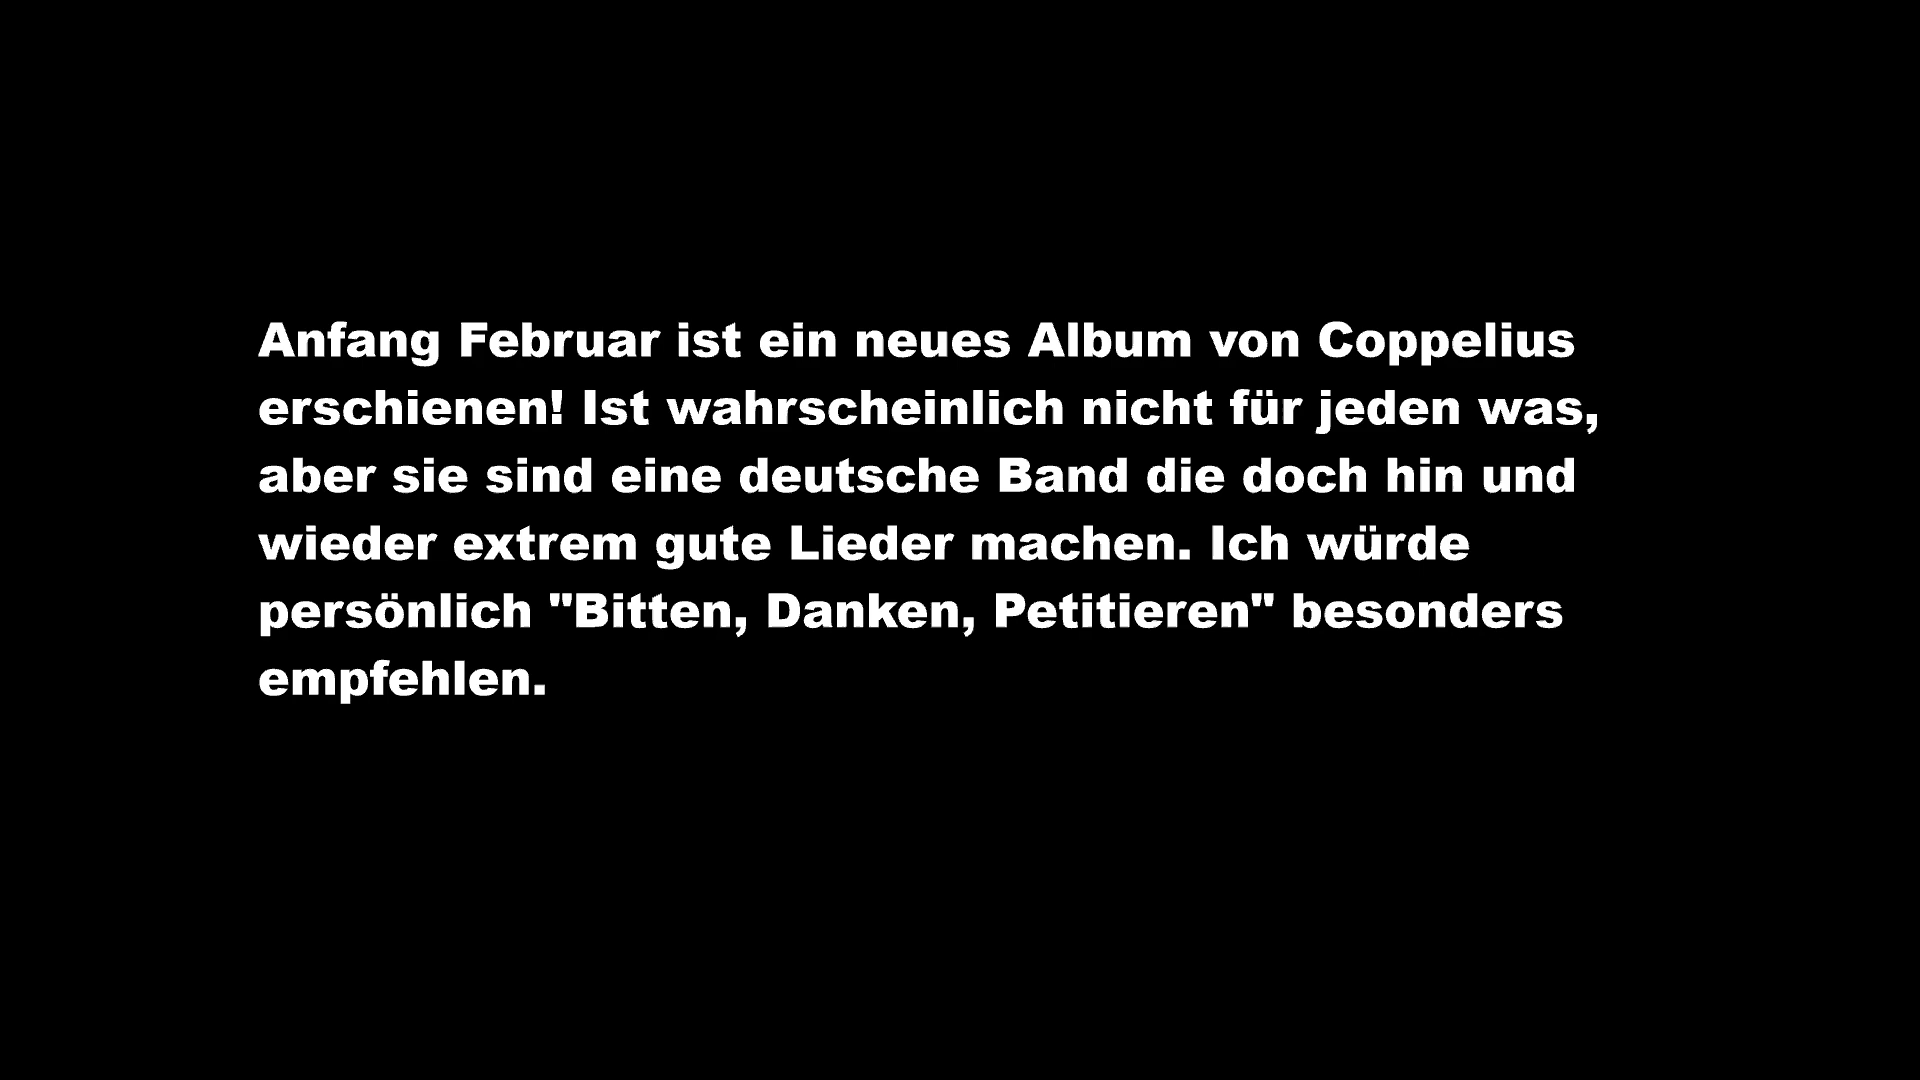 Anfang Februar ist ein neues Album von Coppelius
erschienen! Ist wahrscheinlich nicht für jeden was,
aber sie sind eine deutsche Band die doch hin und
wieder extrem gute Lieder machen. Ich würde
persönlich "Bitten, Danken, Petitieren" besonders
empfehlen.